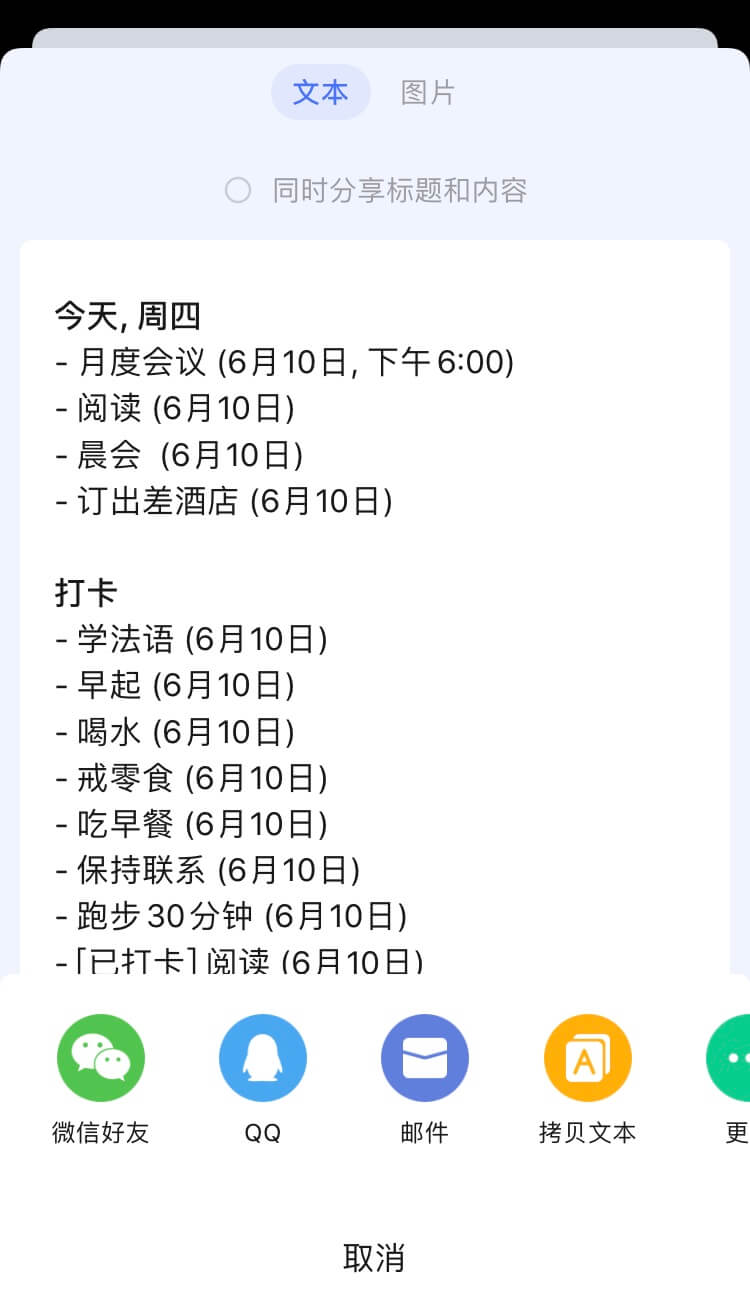 文本 图片
同时分享标题和内容
今天, 周四
- 月度会议 (6月10日, 下午6:00)
- 阅读 (6月10日)
- 晨会  (6月10日)
- 订出差酒店 (6月10日)
打卡
- 学法语 (6月10日)
- 早起 (6月10日)
- 喝水 (6月10日)
- 戒零食 (6月10日)
- 吃早餐 (6月10日)
- 保持联系 (6月10日)
- 跑步30分钟 (6月10日)
- [已打卡] 阅读 (6月10日)
微信好友 QQ 邮件 拷贝文本 更
取消